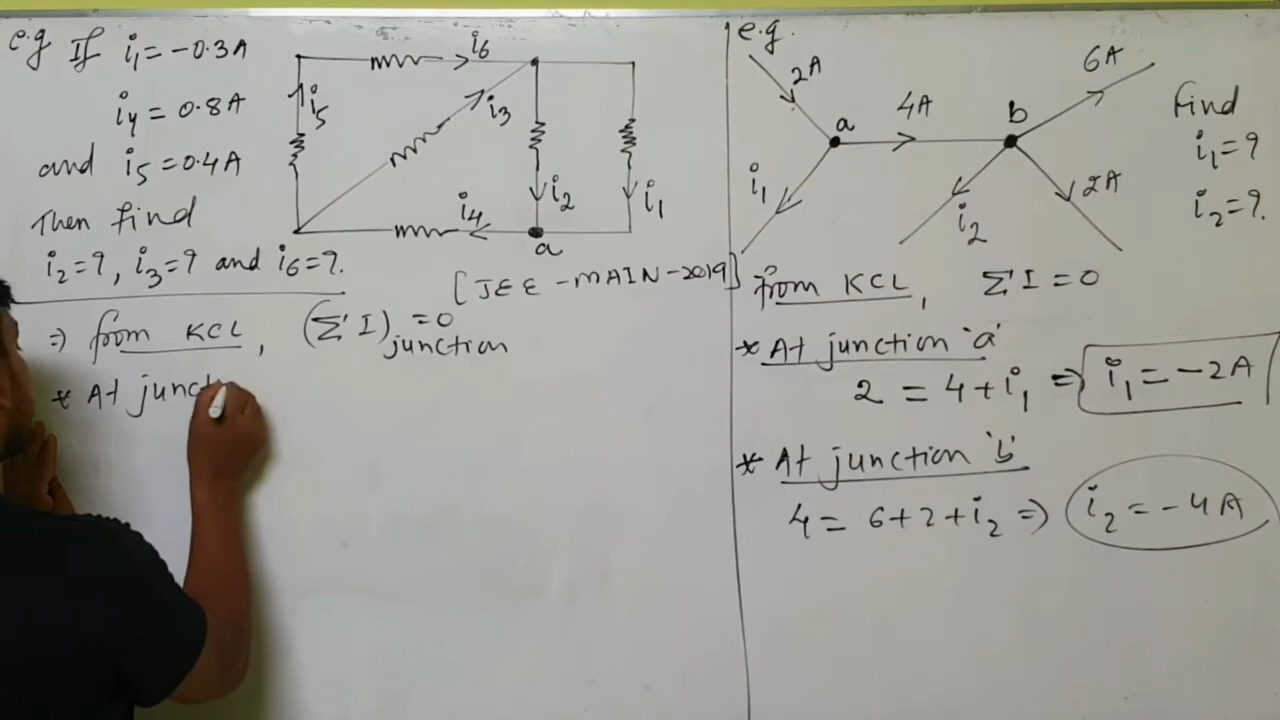 e.g If i₁ = -0.3A
i₄ = 0.8A
and i₅ = 0.4A
Then find
i₂ = ?, i₃ = ? and i₆ = ?.
i₆
i₅
i₃
i₄
i₂
i₁
a
[JEE - MAIN - 2019]
⇒ from KCL, (Σ I)junction = 0
* At junct
e.g.
2A
a
4A
b
6A
i₁
i₂
2A
Find
i₁ = ?
i₂ = ?.
from KCL, Σ I = 0
* At junction 'a'
2 = 4 + i₁ ⇒ i₁ = -2A
* At junction 'b'
4 = 6 + 2 + i₂ ⇒ i₂ = -4A